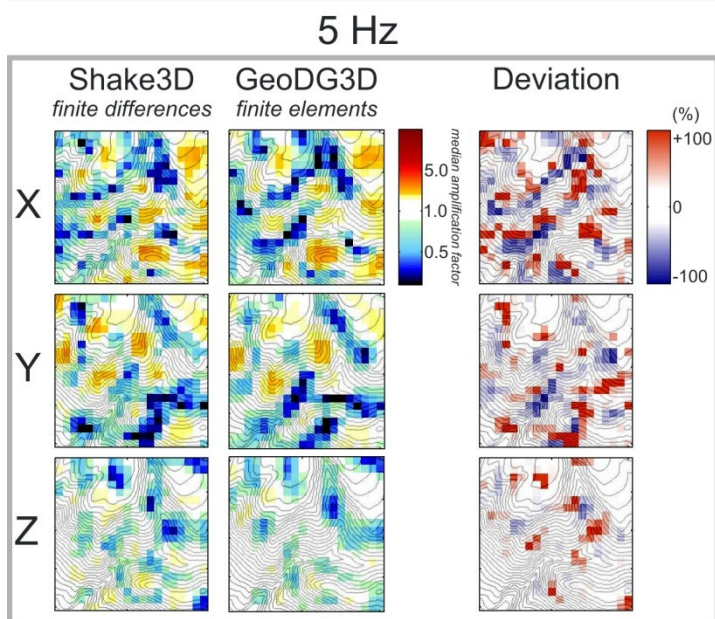 5 Hz
Shake3D GeoDG3D Deviation
finite differences finite elements
(%)
median amplification factor
X
5.0
1.0
0.5
+100
0
-100
Y
Z